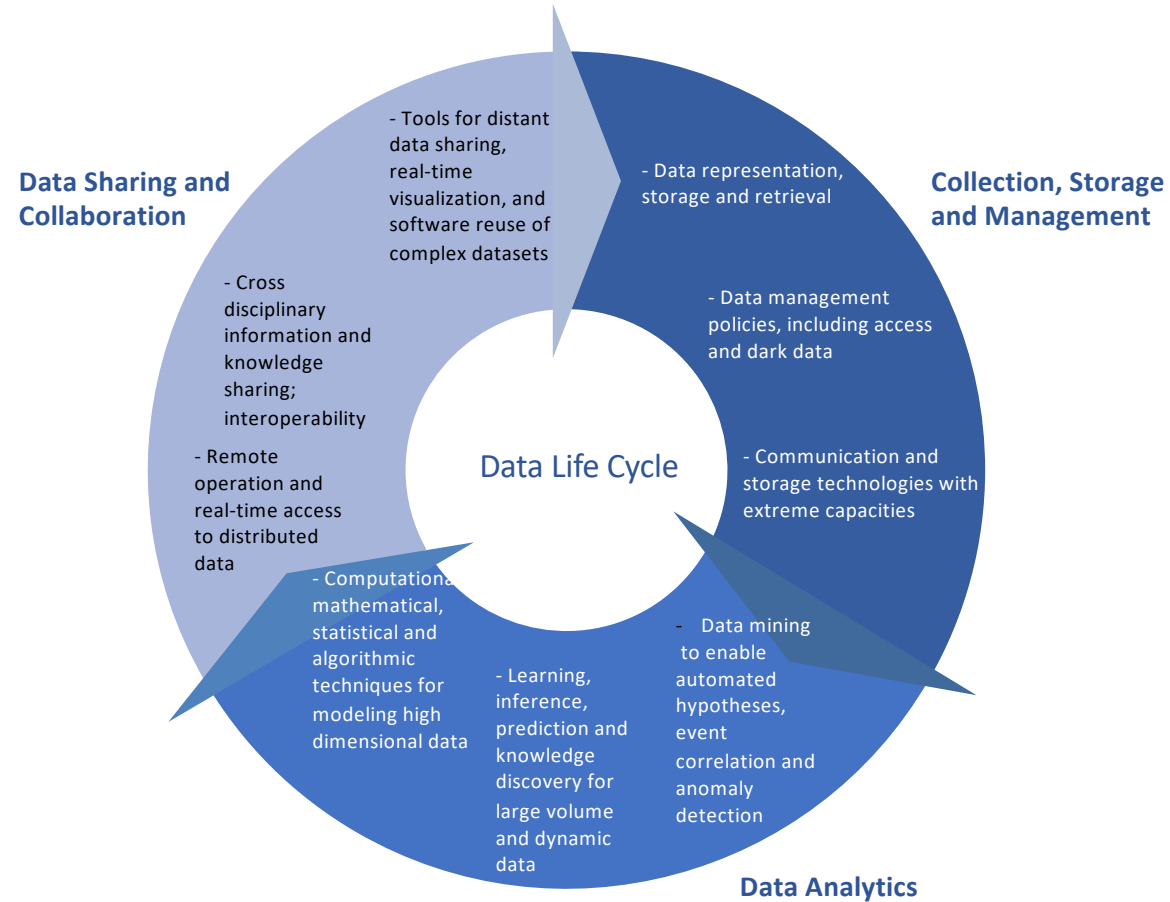 Data Sharing and
Collaboration
- Tools for distant
data sharing,
real-time
visualization, and
software reuse of
complex datasets
- Cross
disciplinary
information and
knowledge
sharing;
interoperability
- Remote
operation and
real-time access
to distributed
data
Collection, Storage
and Management
- Data representation,
storage and retrieval
- Data management
policies, including access
and dark data
- Communication and
storage technologies with
extreme capacities
Data Life Cycle
- Computationa
mathematical,
statistical and
algorithmic
techniques for
modeling high
dimensional data
- Learning,
inference,
prediction and
knowledge
discovery for
large volume
and dynamic
data
- Data mining
to enable
automated
hypotheses,
event
correlation and
anomaly
detection
Data Analytics